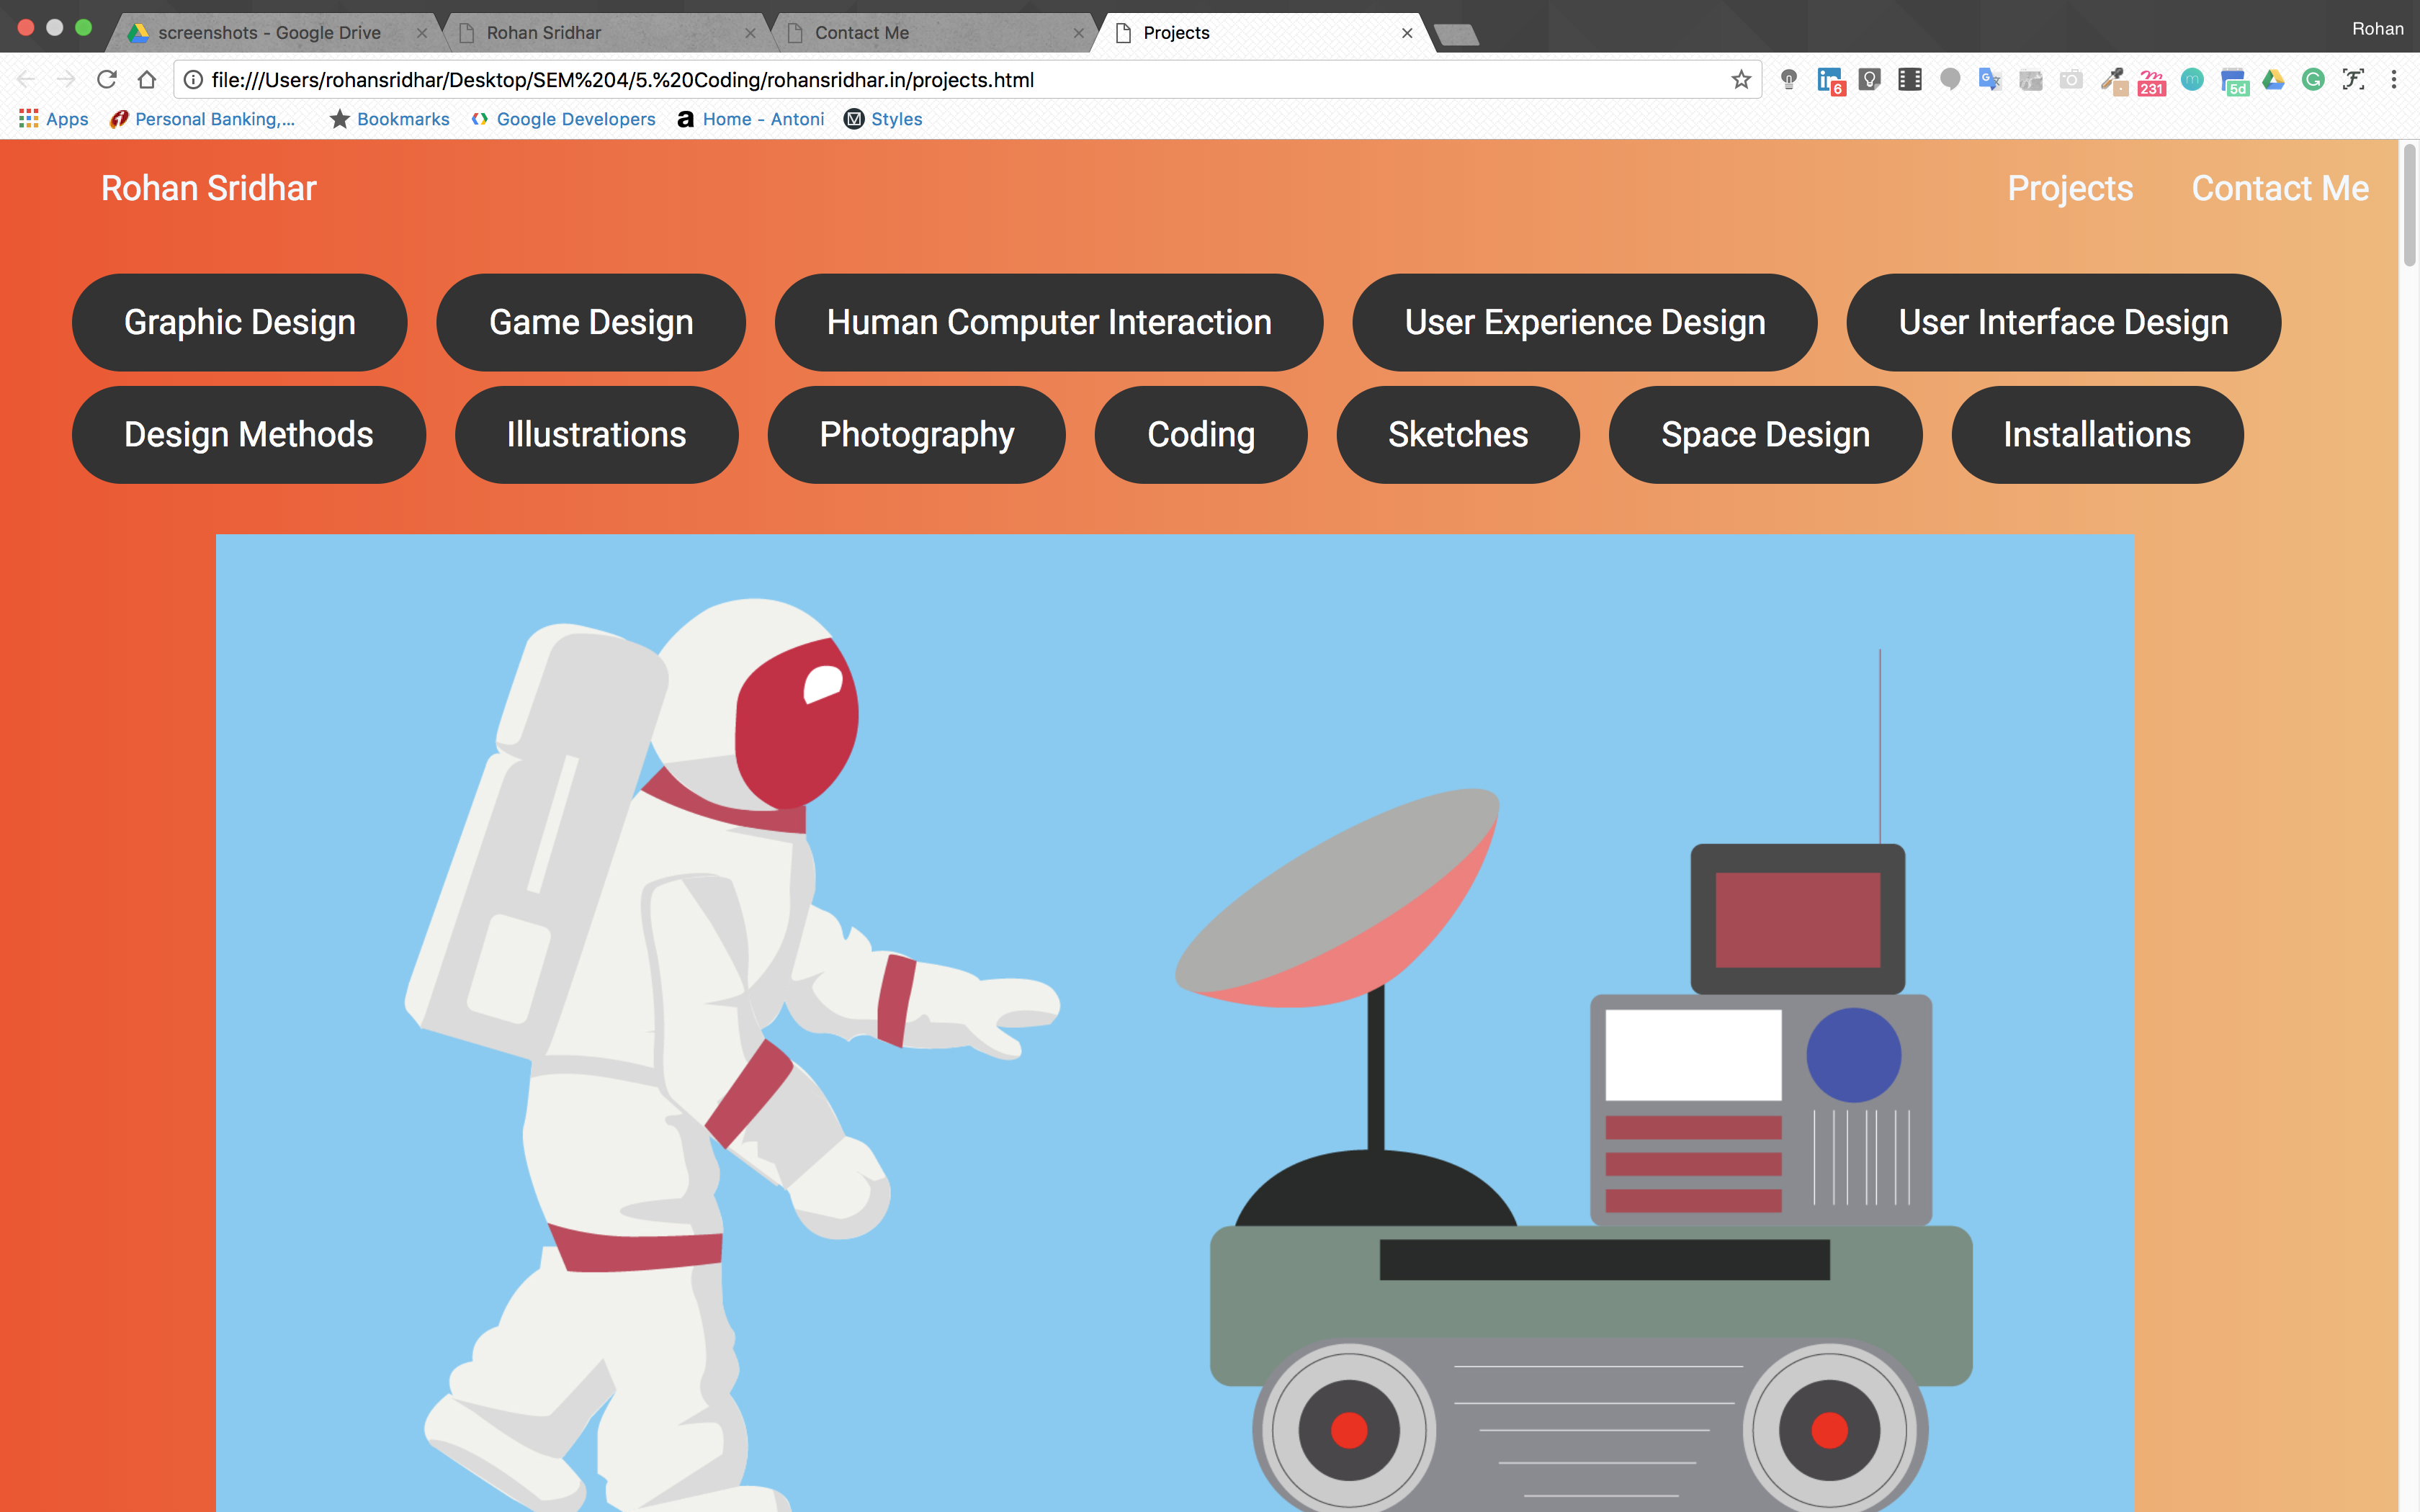 screenshots - Google Drive
Rohan Sridhar
Contact Me
Projects
Rohan
file:///Users/rohansridhar/Desktop/SEM%204/5.%20Coding/rohansridhar.in/projects.html
6
231
5d
Apps
Personal Banking,...
Bookmarks
Google Developers
Home - Antoni
Styles
Rohan Sridhar
Projects
Contact Me
Graphic Design
Game Design
Human Computer Interaction
User Experience Design
User Interface Design
Design Methods
Illustrations
Photography
Coding
Sketches
Space Design
Installations